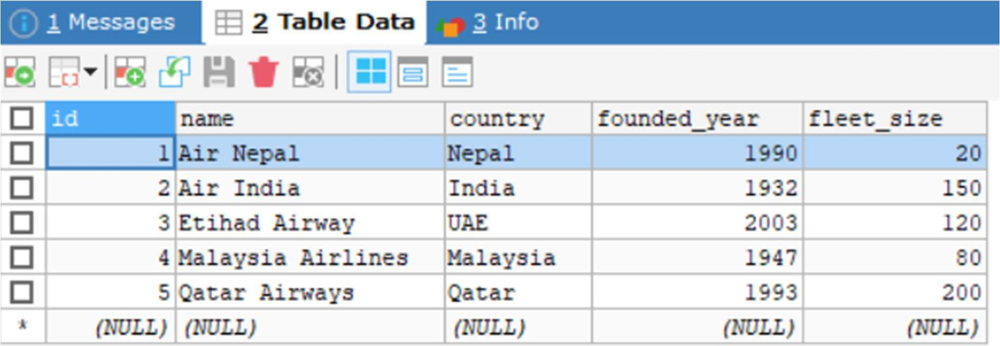 1 Messages 2 Table Data 3 Info
id name country founded_year fleet_size
1 Air Nepal Nepal 1990 20
2 Air India India 1932 150
3 Etihad Airway UAE 2003 120
4 Malaysia Airlines Malaysia 1947 80
5 Qatar Airways Qatar 1993 200
* (NULL) (NULL) (NULL) (NULL) (NULL)